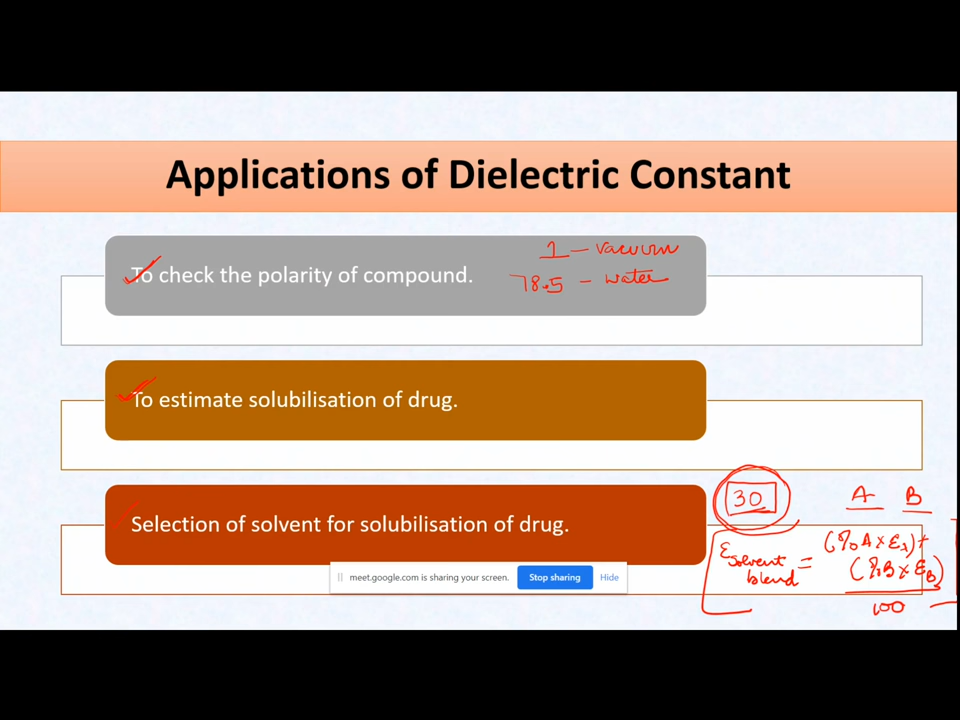 Applications of Dielectric Constant
1 – vacuum
To check the polarity of compound.
78.5 – water
To estimate solubilisation of drug.
30
A B
Selection of solvent for solubilisation of drug.
(%A × εA) +
εsolvent blend = (%B × εB)
100
meet.google.com is sharing your screen. Stop sharing Hide